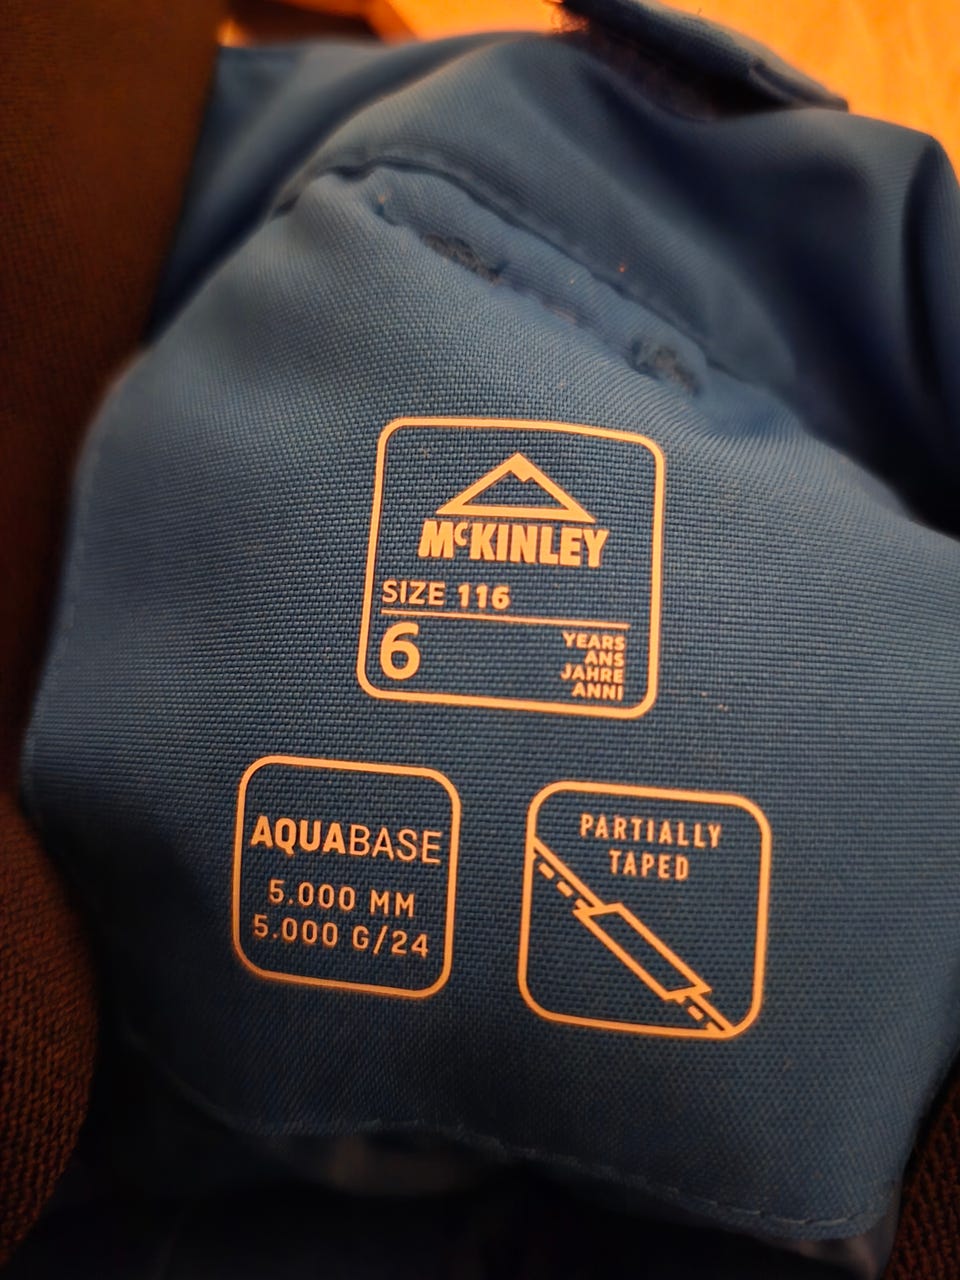 McKINLEY
SIZE 116
6
YEARS
ANS
JAHRE
ANNI
AQUABASE
5.000 MM
5.000 G/24
PARTIALLY
TAPED